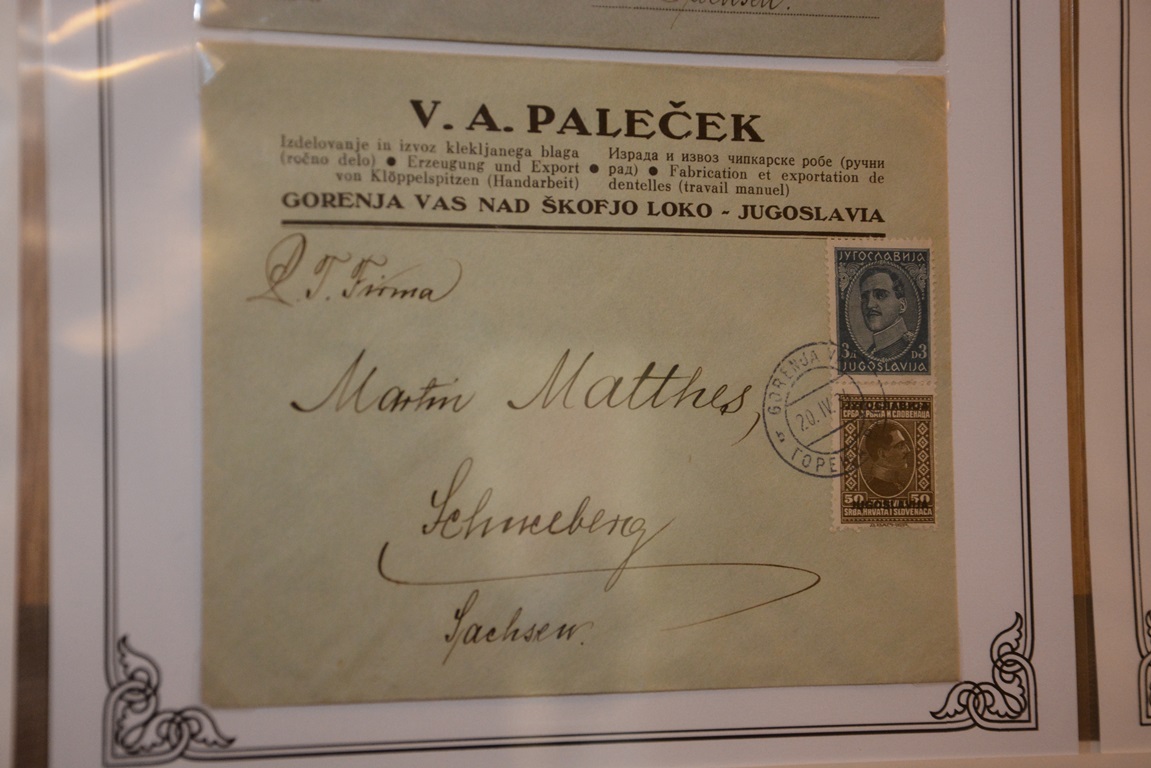 Sachsen.
V. A. PALEČEK
Izdelovanje in izvoz klekljanega blaga
(ročno delo) ● Erzeugung und Export
von Klöppelspitzen (Handarbeit)
● Израда и извоз чипкарске робе (ручни
рад) ● Fabrication et exportation de
dentelles (travail manuel)
GORENJA VAS NAD ŠKOFJO LOKO - JUGOSLAVIA
P. T. Firma
Martin Matthes,
Schneeberg
Sachsen.
ЈУГОСЛАВИЈА
3 д D 3
JUGOSLAVIJA
GORENJA V
20. IV.
ГОРЕ
СРБА ХРВАТА И СЛОВЕНАЦА
50 50
JUGOSLAVIJA
SRBA, HRVATA I SLOVENACA